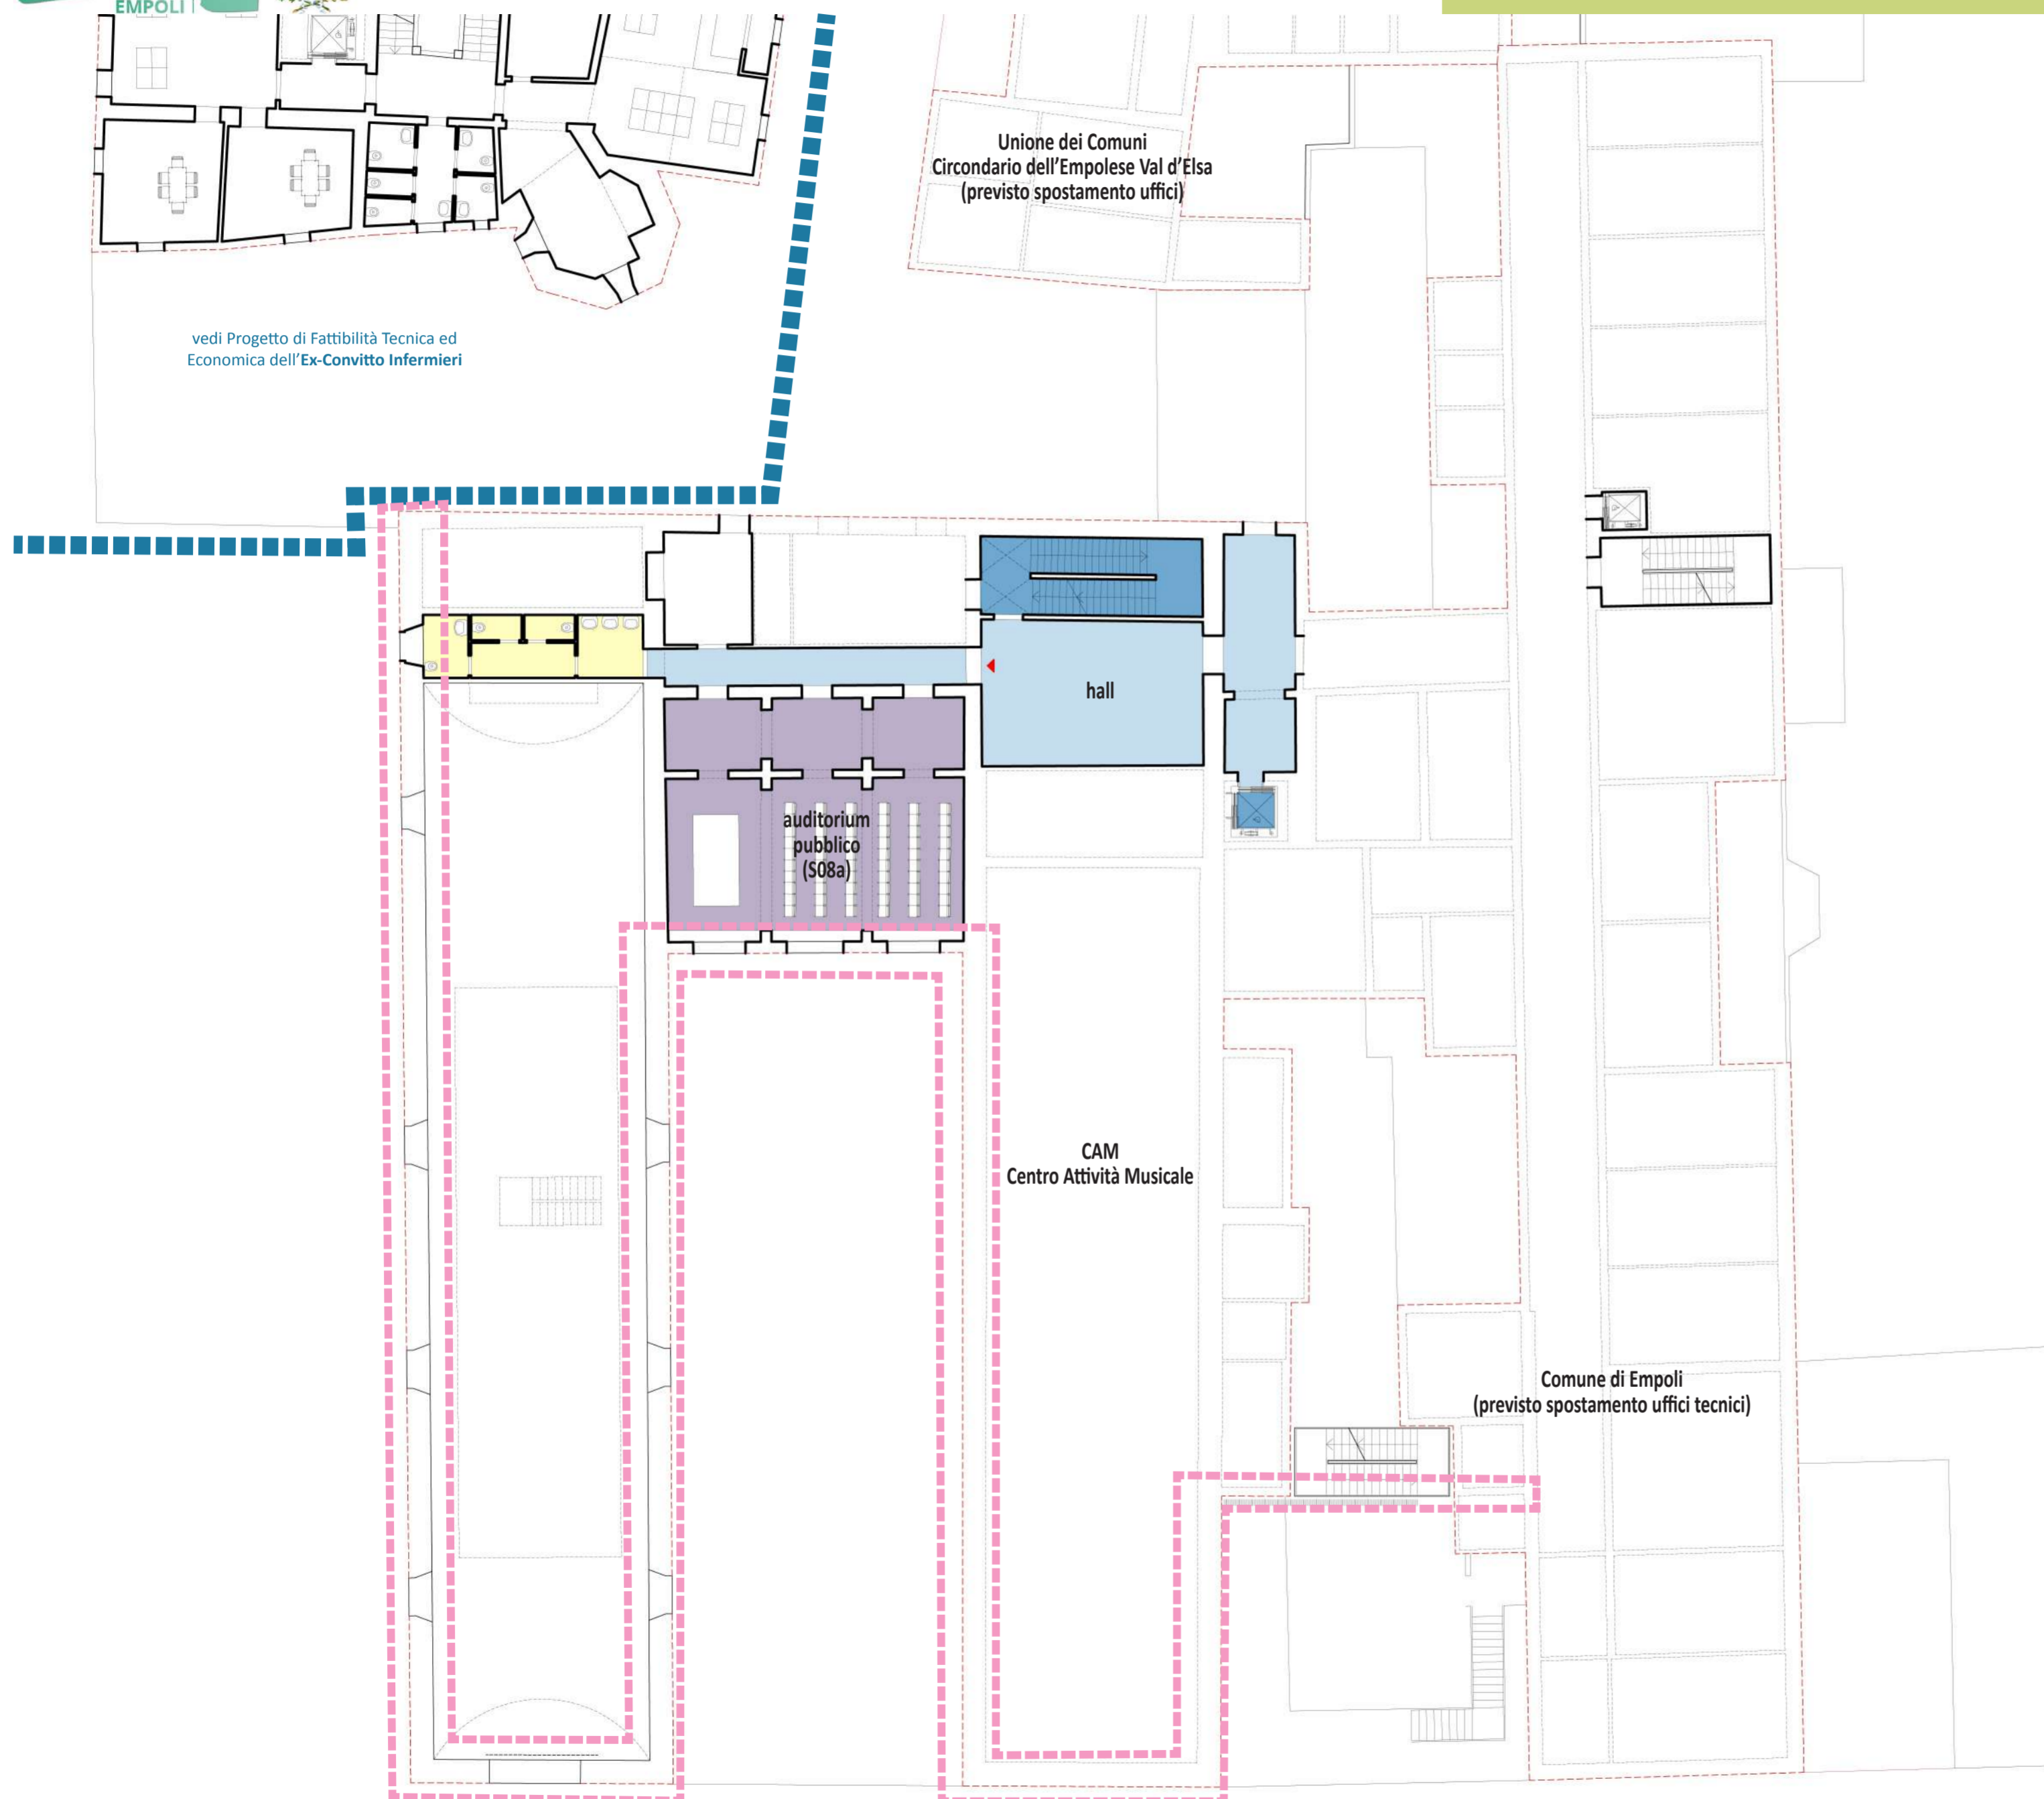 EMPOLI
Unione dei Comuni
Circondario dell'Empolese Val d'Elsa
(previsto spostamento uffici)
vedi Progetto di Fattibilità Tecnica ed
Economica dell'Ex-Convitto Infermieri
hall
auditorium
pubblico
(S08a)
CAM
Centro Attività Musicale
Comune di Empoli
(previsto spostamento uffici tecnici)